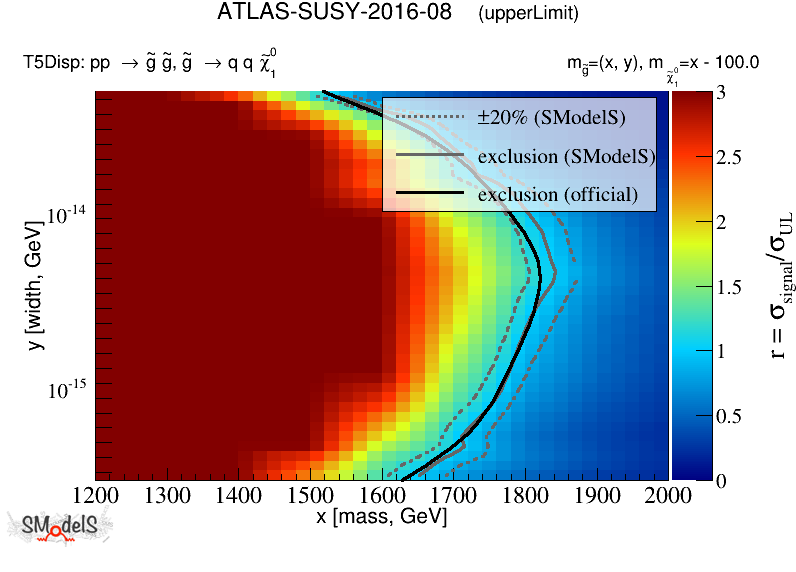 ATLAS-SUSY-2016-08 (upperLimit)
T5Disp: pp → g̃ g̃, g̃ → q q χ̃₁⁰
m_g̃=(x, y), m_χ̃₁⁰=x - 100.0
±20% (SModelS)
exclusion (SModelS)
exclusion (official)
3
2.5
2
1.5
1
0.5
0
r = σ_signal/σ_UL
10⁻¹⁴
10⁻¹⁵
y [width, GeV]
1200 1300 1400 1500 1600 1700 1800 1900 2000
x [mass, GeV]
SModelS